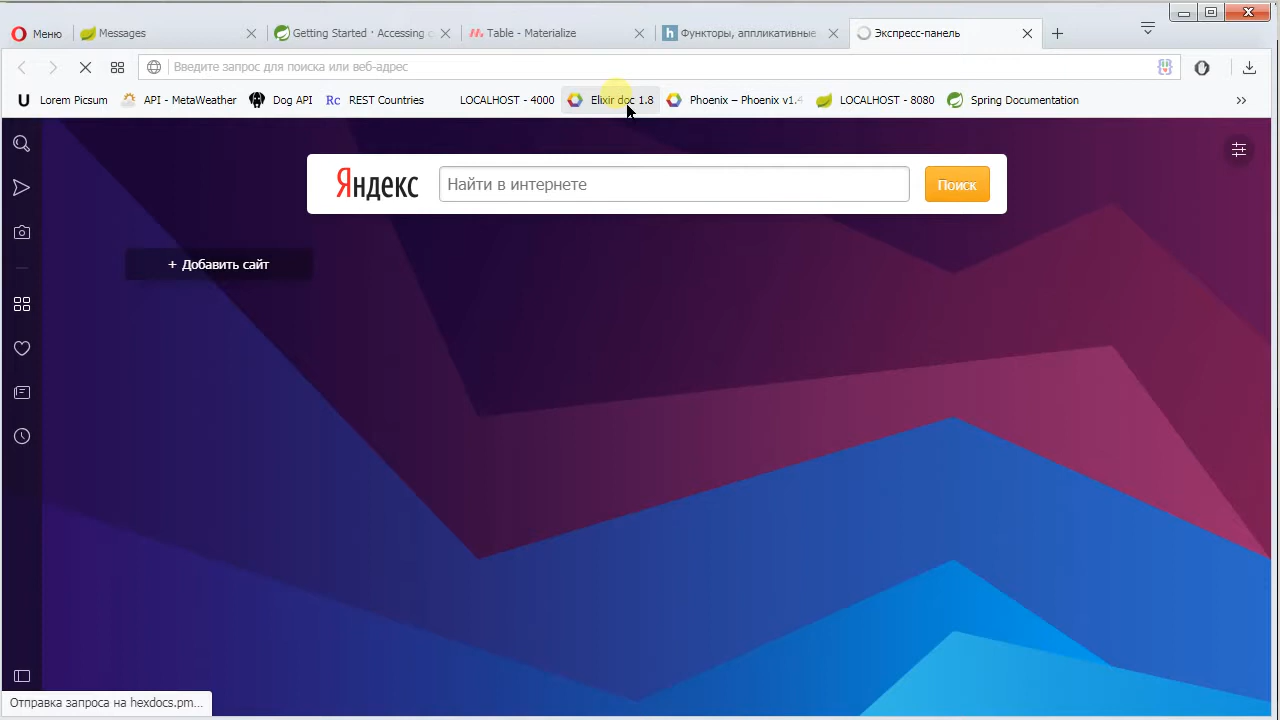 Меню
Messages
Getting Started · Accessing d
Table - Materialize
Функторы, аппликативные
Экспресс-панель
Введите запрос для поиска или веб-адрес
U Lorem Picsum
API - MetaWeather
Dog API
Rc REST Countries
LOCALHOST - 4000
Elixir doc 1.8
Phoenix – Phoenix v1.4
LOCALHOST - 8080
Spring Documentation
Яндекс
Найти в интернете
Поиск
+ Добавить сайт
Отправка запроса на hexdocs.pm...